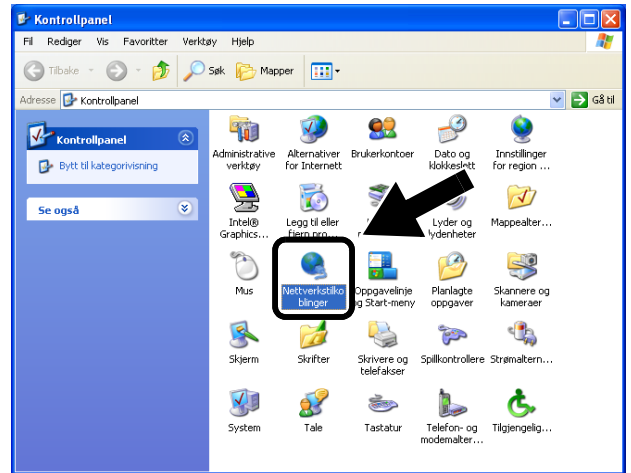 Kontrollpanel
Fil Rediger Vis Favoritter Verktøy Hjelp
Tilbake Søk Mapper
Adresse Kontrollpanel Gå til
Kontrollpanel
Bytt til kategorivisning
Se også
Administrative
verktøy
Alternativer
for Internett
Brukerkontoer
Dato og
klokkeslett
Innstillinger
for region ...
Intel®
Graphics...
Legg til eller
fjern pro...
Lyder og
lydenheter
Mappealter...
Mus
Nettverkstilko
blinger
Oppgavelinje
og Start-meny
Planlagte
oppgaver
Skannere og
kameraer
Skjerm
Skrifter
Skrivere og
telefakser
Spillkontrollere
Strømaltern...
System
Tale
Tastatur
Telefon- og
modemalter...
Tilgjengelig...